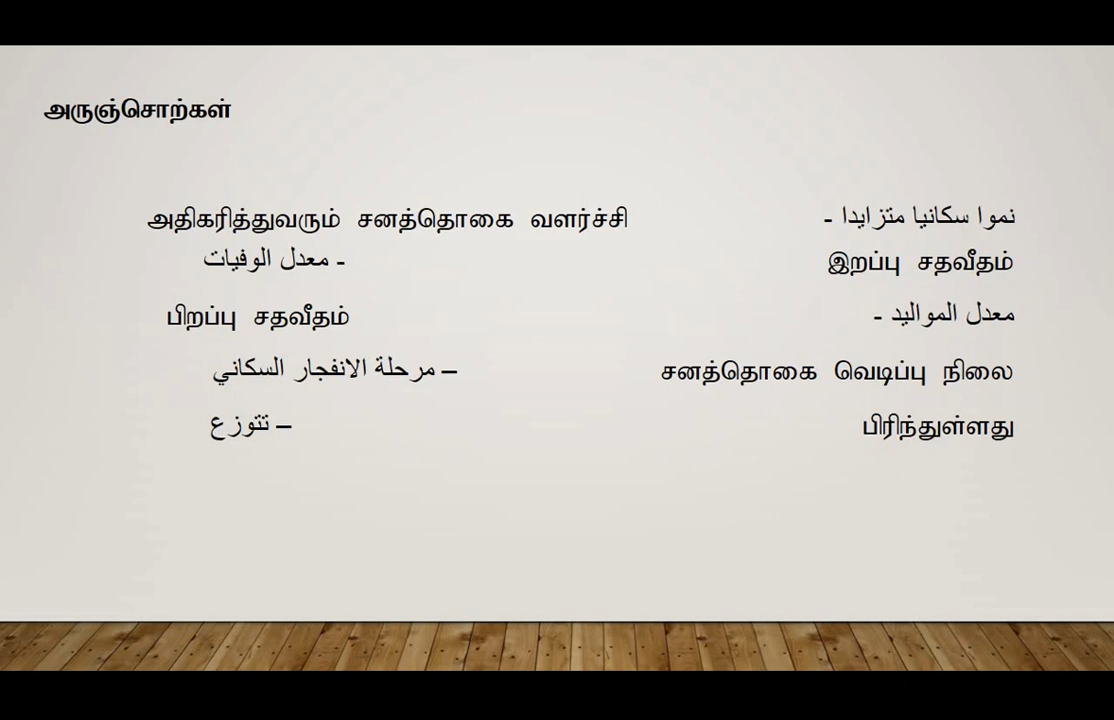 அருஞ்சொற்கள்
நموا سكانيا متزايدا - அதிகரித்துவரும் சனத்தொகை வளர்ச்சி
معدل الوفيات - இறப்பு சதவீதம்
معدل المواليد - பிறப்பு சதவீதம்
مرحلة الانفجار السكاني – சனத்தொகை வெடிப்பு நிலை
تتوزع – பிரிந்துள்ளது